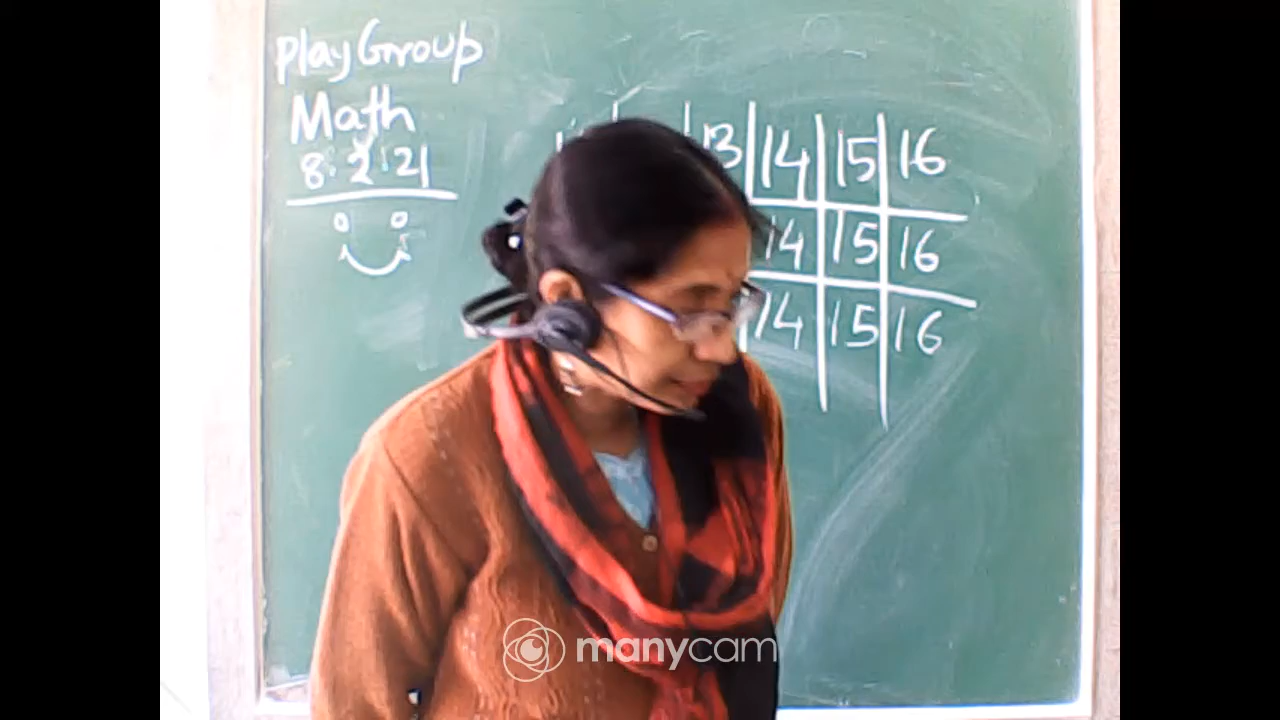 PlayGroup
Math
8:2:21
13 14 15 16
14 15 16
14 15 16
manycam